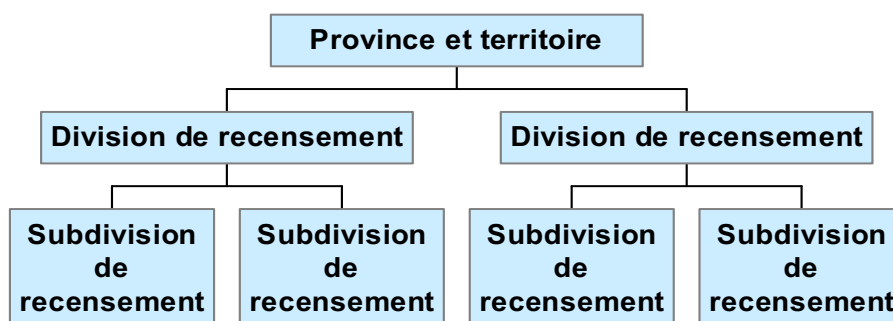 Province et territoire
Division de recensement
Division de recensement
Subdivision
de
recensement
Subdivision
de
recensement
Subdivision
de
recensement
Subdivision
de
recensement